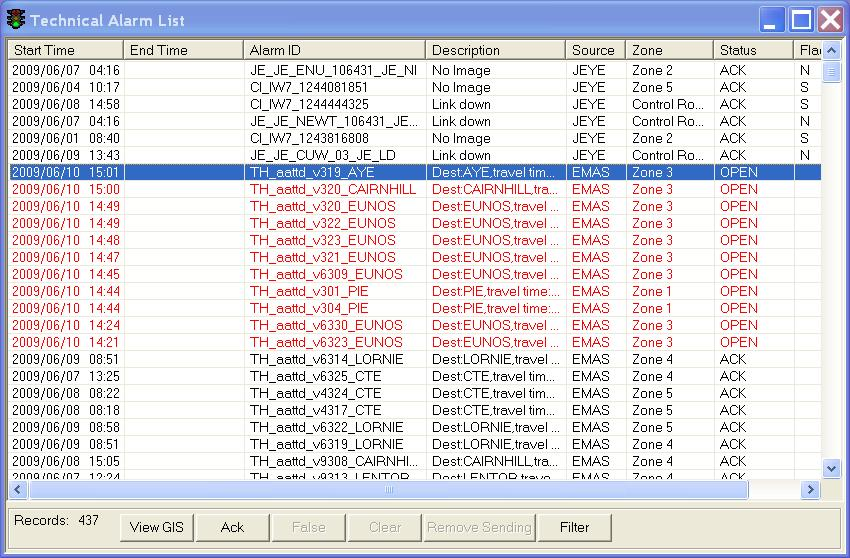 Technical Alarm List
Start Time End Time Alarm ID Description Source Zone Status Flag
2009/06/07 04:16 JE_JE_ENU_106431_JE_NI No Image JEYE Zone 2 ACK N
2009/06/04 10:17 CI_IW7_1244081851 No Image JEYE Zone 5 ACK S
2009/06/08 14:58 CI_IW7_1244444325 Link down JEYE Control Ro... ACK S
2009/06/07 04:16 JE_JE_NEWT_106431_JE... Link down JEYE Control Ro... ACK N
2009/06/01 08:40 CI_IW7_1243816808 No Image JEYE Zone 2 ACK S
2009/06/09 13:43 JE_JE_CUW_03_JE_LD Link down JEYE Control Ro... ACK N
2009/06/10 15:01 TH_aattd_v319_AYE Dest:AYE,travel tim... EMAS Zone 3 OPEN
2009/06/10 15:00 TH_aattd_v320_CAIRNHILL Dest:CAIRNHILL,tra... EMAS Zone 3 OPEN
2009/06/10 14:49 TH_aattd_v320_EUNOS Dest:EUNOS,travel ... EMAS Zone 3 OPEN
2009/06/10 14:49 TH_aattd_v322_EUNOS Dest:EUNOS,travel ... EMAS Zone 3 OPEN
2009/06/10 14:48 TH_aattd_v323_EUNOS Dest:EUNOS,travel ... EMAS Zone 3 OPEN
2009/06/10 14:47 TH_aattd_v321_EUNOS Dest:EUNOS,travel ... EMAS Zone 3 OPEN
2009/06/10 14:45 TH_aattd_v6309_EUNOS Dest:EUNOS,travel ... EMAS Zone 3 OPEN
2009/06/10 14:44 TH_aattd_v301_PIE Dest:PIE,travel time:... EMAS Zone 1 OPEN
2009/06/10 14:44 TH_aattd_v304_PIE Dest:PIE,travel time:... EMAS Zone 1 OPEN
2009/06/10 14:24 TH_aattd_v6330_EUNOS Dest:EUNOS,travel ... EMAS Zone 3 OPEN
2009/06/10 14:21 TH_aattd_v6323_EUNOS Dest:EUNOS,travel ... EMAS Zone 3 OPEN
2009/06/09 08:51 TH_aattd_v6314_LORNIE Dest:LORNIE,travel ... EMAS Zone 4 ACK
2009/06/07 13:25 TH_aattd_v6325_CTE Dest:CTE,travel tim... EMAS Zone 4 ACK
2009/06/08 08:22 TH_aattd_v4324_CTE Dest:CTE,travel tim... EMAS Zone 4 ACK
2009/06/08 08:18 TH_aattd_v4317_CTE Dest:CTE,travel tim... EMAS Zone 4 ACK
2009/06/09 08:58 TH_aattd_v6322_LORNIE Dest:LORNIE,travel ... EMAS Zone 4 ACK
2009/06/09 08:51 TH_aattd_v6319_LORNIE Dest:LORNIE,travel ... EMAS Zone 4 ACK
2009/06/08 15:05 TH_aattd_v9308_CAIRNHI... Dest:CAIRNHILL,tra... EMAS Zone 4 ACK
2009/06/07 12:24 TH_aattd_v9313_LENTOR Dest:LENTOR,trave... EMAS Zone 4 ACK
Records: 437 View GIS Ack False Clear Remove Sending Filter